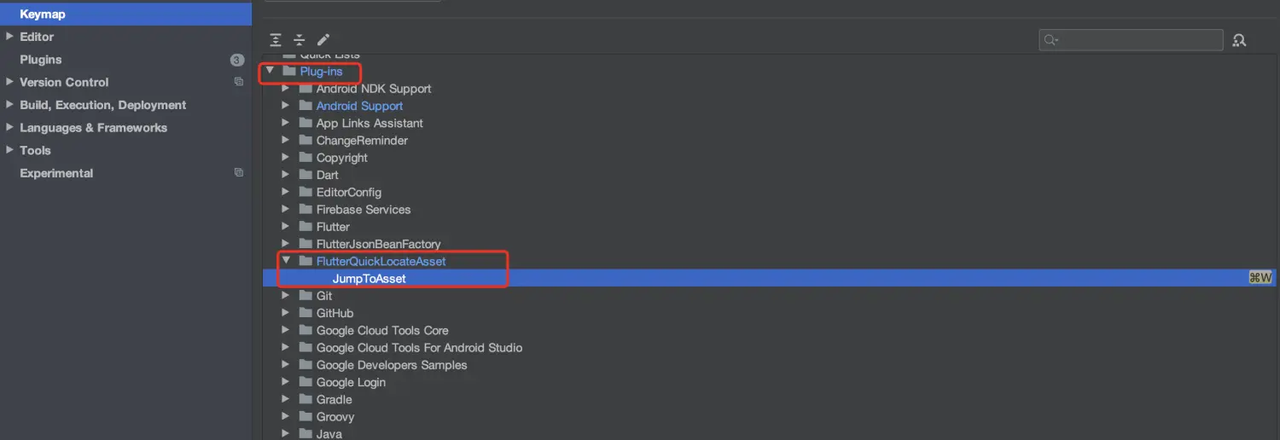 Keymap
Editor
Plugins 3
Version Control
Build, Execution, Deployment
Languages & Frameworks
Tools
Experimental
Quick Lists
Plug-ins
Android NDK Support
Android Support
App Links Assistant
ChangeReminder
Copyright
Dart
EditorConfig
Firebase Services
Flutter
FlutterJsonBeanFactory
FlutterQuickLocateAsset
JumpToAsset ⌘W
Git
GitHub
Google Cloud Tools Core
Google Cloud Tools For Android Studio
Google Developers Samples
Google Login
Gradle
Groovy
Java